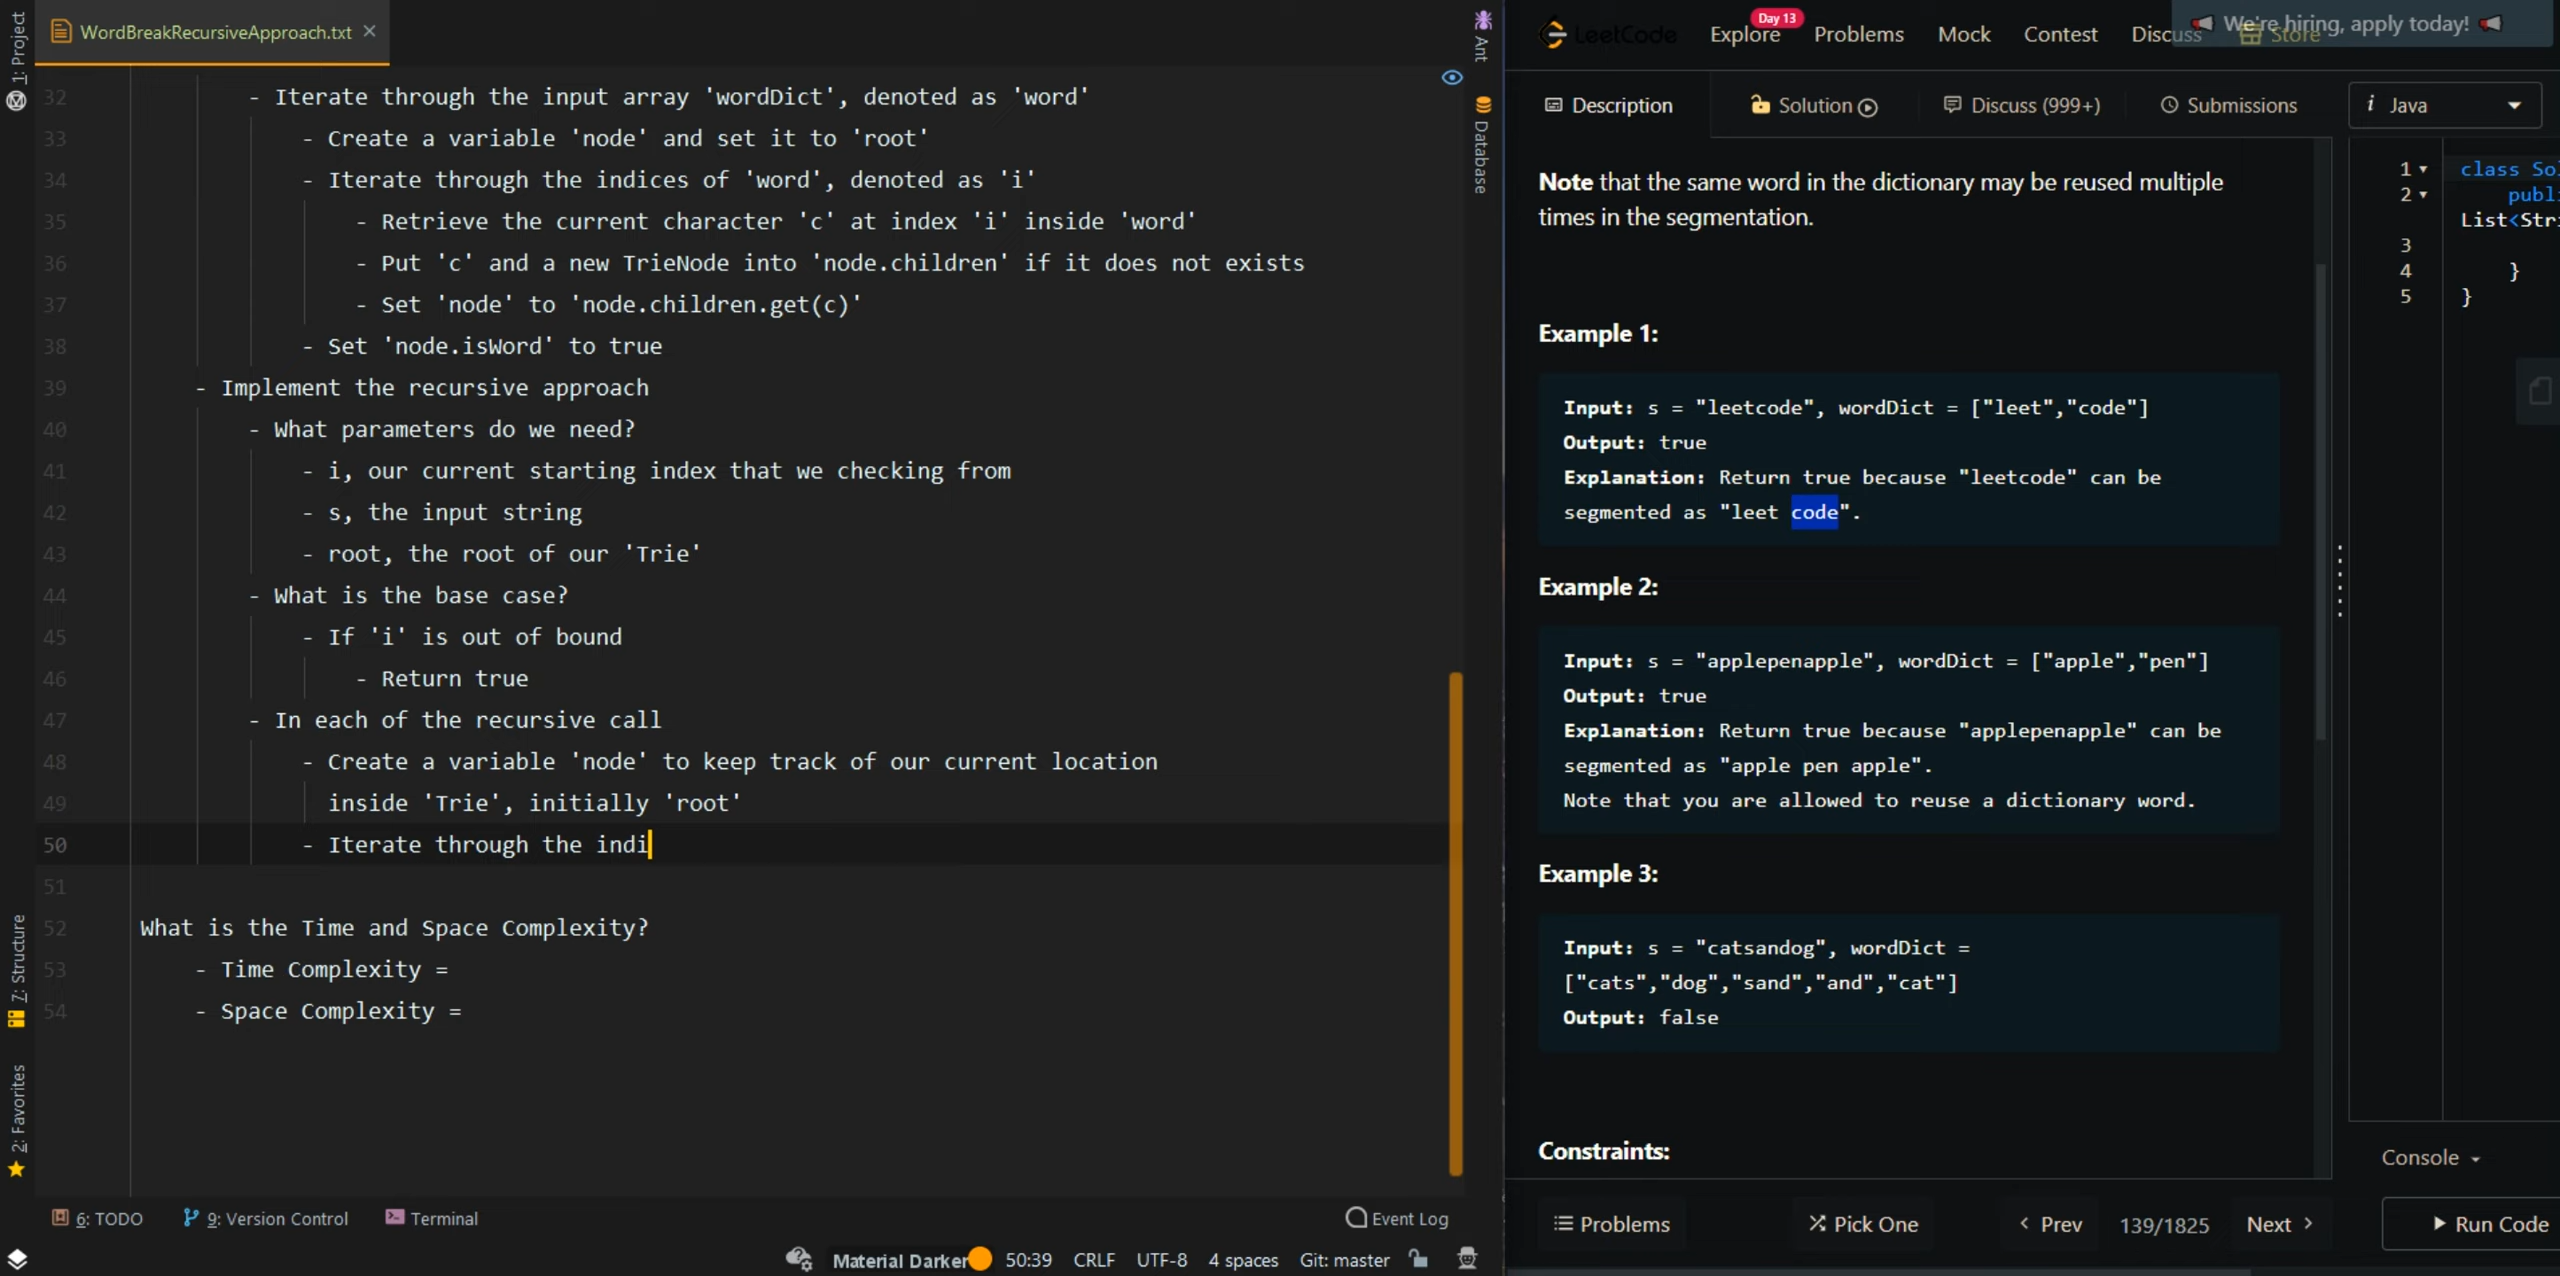 1: Project
WordBreakRecursiveApproach.txt
32 - Iterate through the input array 'wordDict', denoted as 'word'
33 - Create a variable 'node' and set it to 'root'
34 - Iterate through the indices of 'word', denoted as 'i'
35 - Retrieve the current character 'c' at index 'i' inside 'word'
36 - Put 'c' and a new TrieNode into 'node.children' if it does not exists
37 - Set 'node' to 'node.children.get(c)'
38 - Set 'node.isWord' to true
39 - Implement the recursive approach
40 - What parameters do we need?
41 - i, our current starting index that we checking from
42 - s, the input string
43 - root, the root of our 'Trie'
44 - What is the base case?
45 - If 'i' is out of bound
46 - Return true
47 - In each of the recursive call
48 - Create a variable 'node' to keep track of our current location
49 inside 'Trie', initially 'root'
50 - Iterate through the indi
51
52 What is the Time and Space Complexity?
53 - Time Complexity =
54 - Space Complexity =
7: Structure
2: Favorites
Ant
Database
6: TODO
9: Version Control
Terminal
Event Log
Material Darker
50:39
CRLF
UTF-8
4 spaces
Git: master
LeetCode
Explore
Day 13
Problems
Mock
Contest
Discuss
We're hiring, apply today!
Store
Description
Solution
Discuss (999+)
Submissions
i Java
Note that the same word in the dictionary may be reused multiple
times in the segmentation.
Example 1:
Input: s = "leetcode", wordDict = ["leet","code"]
Output: true
Explanation: Return true because "leetcode" can be
segmented as "leet code".
Example 2:
Input: s = "applepenapple", wordDict = ["apple","pen"]
Output: true
Explanation: Return true because "applepenapple" can be
segmented as "apple pen apple".
Note that you are allowed to reuse a dictionary word.
Example 3:
Input: s = "catsandog", wordDict =
["cats","dog","sand","and","cat"]
Output: false
Constraints:
1 class Sol
2 publi
List<Stri
3
4 }
5 }
Console
Problems
Pick One
Prev
139/1825
Next
Run Code